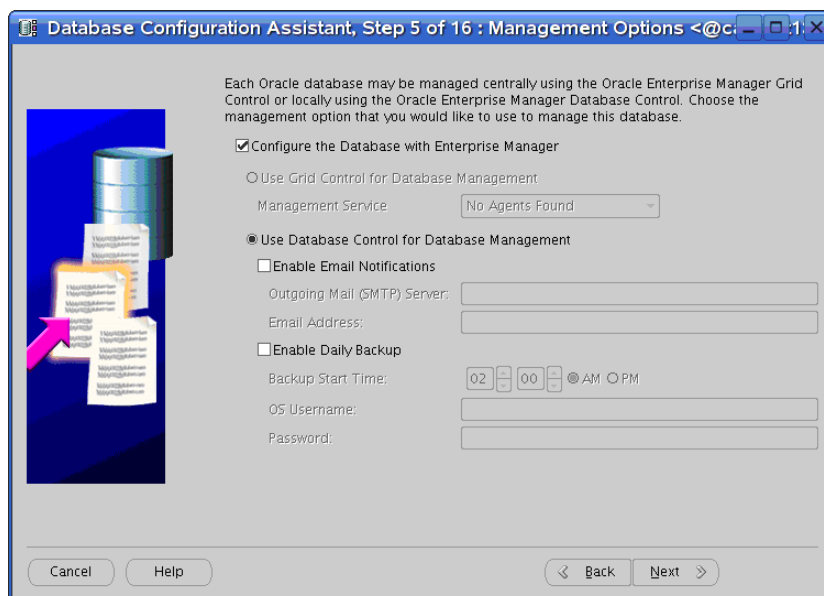 Database Configuration Assistant, Step 5 of 16 : Management Options <@c
Each Oracle database may be managed centrally using the Oracle Enterprise Manager Grid
Control or locally using the Oracle Enterprise Manager Database Control. Choose the
management option that you would like to use to manage this database.
Configure the Database with Enterprise Manager
Use Grid Control for Database Management
Management Service No Agents Found
Use Database Control for Database Management
Enable Email Notifications
Outgoing Mail (SMTP) Server:
Email Address:
Enable Daily Backup
Backup Start Time: 02 00 AM PM
OS Username:
Password:
Cancel Help Back Next